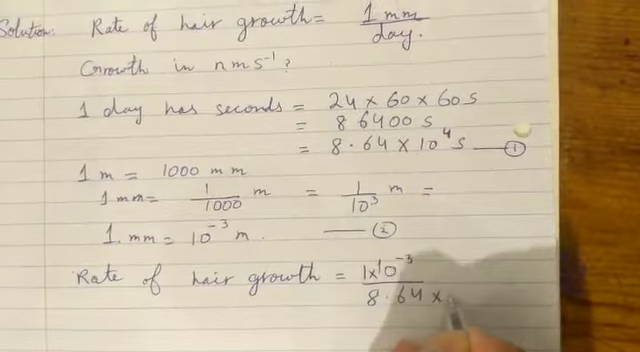 Solution: Rate of hair growth = 1 mm / day.
Growth in nm s⁻¹?
1 day has seconds = 24 × 60 × 60 s
= 86400 s
= 8.64 × 10⁴ s —— ①
1 m = 1000 mm
1 mm = 1/1000 m = 1/10³ m =
1 mm = 10⁻³ m. —— ②
Rate of hair growth = 1×10⁻³ / 8.64 ×